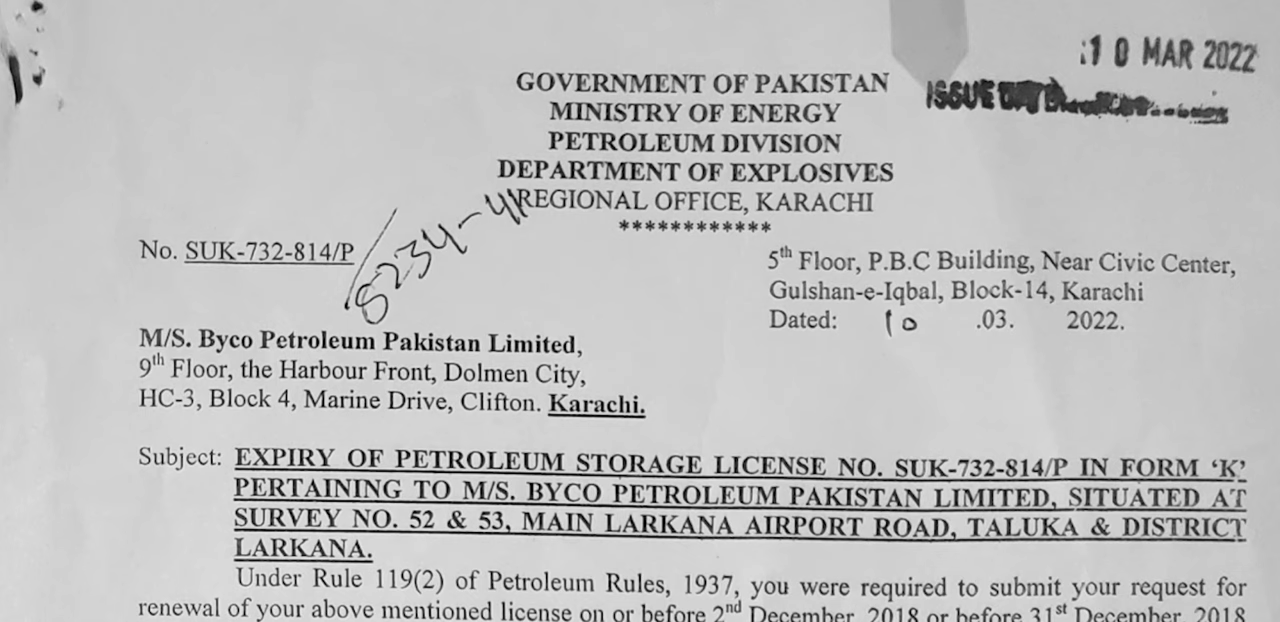 10 MAR 2022
ISSUE
GOVERNMENT OF PAKISTAN
MINISTRY OF ENERGY
PETROLEUM DIVISION
DEPARTMENT OF EXPLOSIVES
REGIONAL OFFICE, KARACHI
************
No. SUK-732-814/P/8234-41
5th Floor, P.B.C Building, Near Civic Center,
Gulshan-e-Iqbal, Block-14, Karachi
Dated: 10 .03. 2022.
M/S. Byco Petroleum Pakistan Limited,
9th Floor, the Harbour Front, Dolmen City,
HC-3, Block 4, Marine Drive, Clifton. Karachi.
Subject: EXPIRY OF PETROLEUM STORAGE LICENSE NO. SUK-732-814/P IN FORM ‘K’
PERTAINING TO M/S. BYCO PETROLEUM PAKISTAN LIMITED, SITUATED AT
SURVEY NO. 52 & 53, MAIN LARKANA AIRPORT ROAD, TALUKA & DISTRICT
LARKANA.
Under Rule 119(2) of Petroleum Rules, 1937, you were required to submit your request for
renewal of your above mentioned license on or before 2nd December, 2018 or before 31st December, 2018